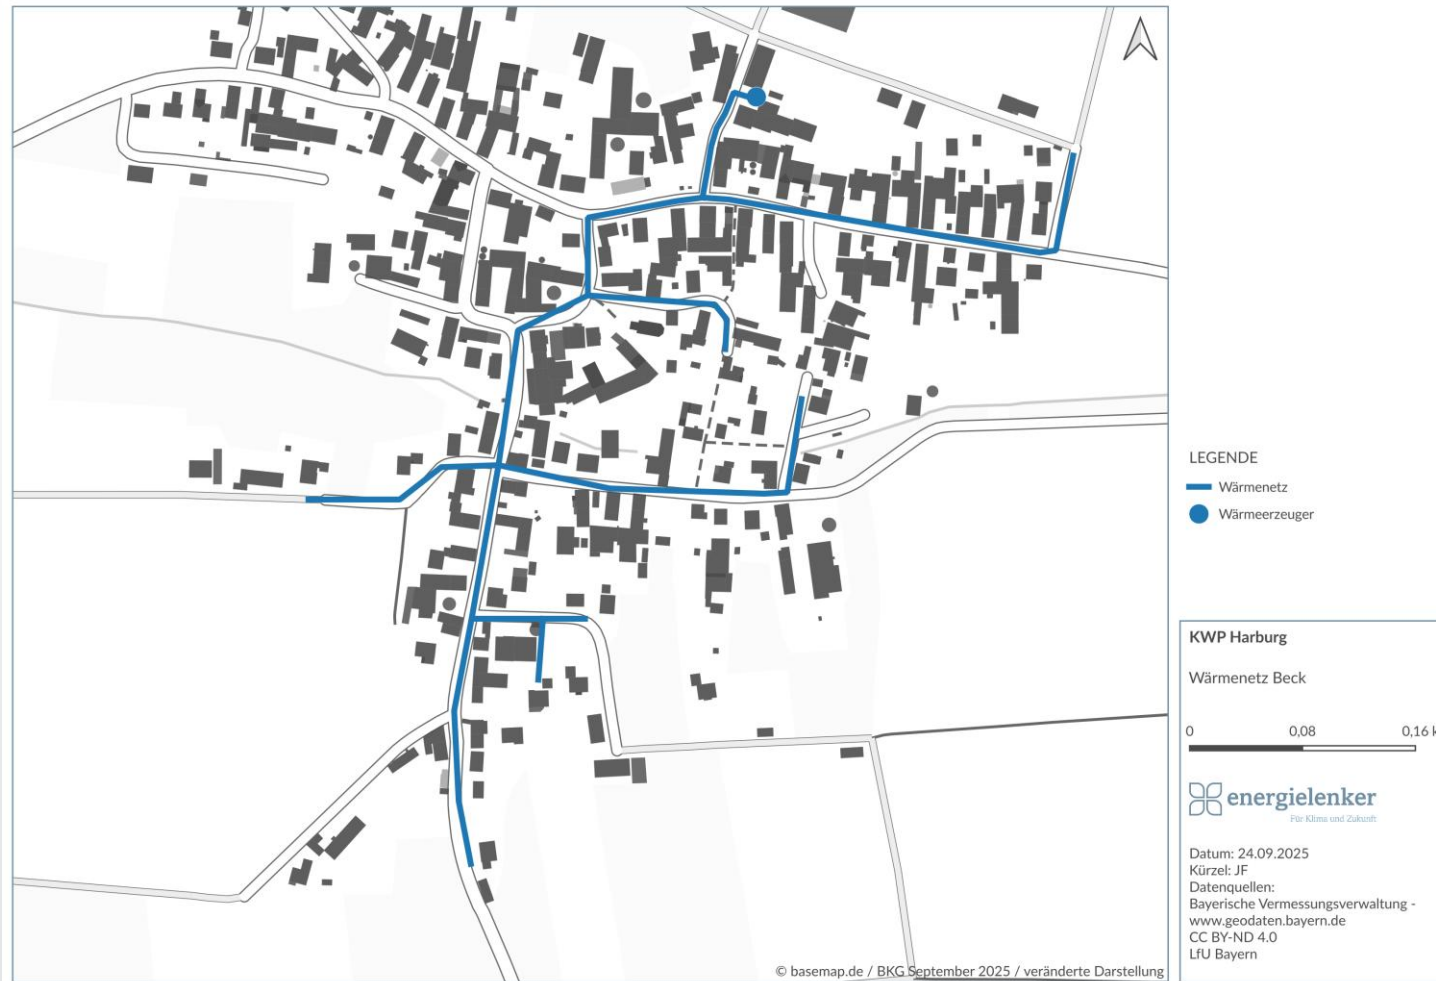 LEGENDE
Wärmenetz
Wärmeerzeuger
KWP Harburg
Wärmenetz Beck
0 0,08 0,16 k
energielenker
Für Klima und Zukunft
Datum: 24.09.2025
Kürzel: JF
Datenquellen:
Bayerische Vermessungsverwaltung -
www.geodaten.bayern.de
CC BY-ND 4.0
LfU Bayern
© basemap.de / BKG September 2025 / veränderte Darstellung